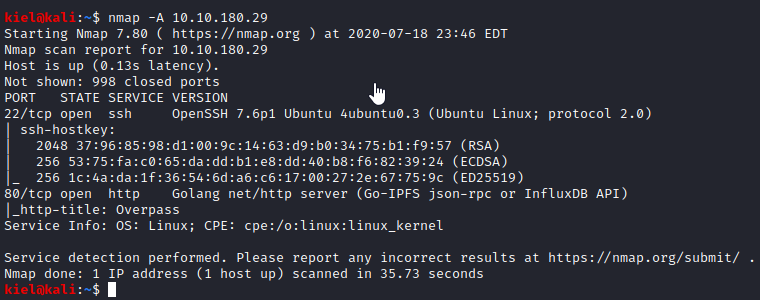 kiel@kali:~$ nmap -A 10.10.180.29
Starting Nmap 7.80 ( https://nmap.org ) at 2020-07-18 23:46 EDT
Nmap scan report for 10.10.180.29
Host is up (0.13s latency).
Not shown: 998 closed ports
PORT   STATE SERVICE VERSION
22/tcp open  ssh     OpenSSH 7.6p1 Ubuntu 4ubuntu0.3 (Ubuntu Linux; protocol 2.0)
| ssh-hostkey:
|   2048 37:96:85:98:d1:00:9c:14:63:d9:b0:34:75:b1:f9:57 (RSA)
|   256 53:75:fa:c0:65:da:dd:b1:e8:dd:40:b8:f6:82:39:24 (ECDSA)
|_  256 1c:4a:da:1f:36:54:6d:a6:c6:17:00:27:2e:67:75:9c (ED25519)
80/tcp open  http    Golang net/http server (Go-IPFS json-rpc or InfluxDB API)
|_http-title: Overpass
Service Info: OS: Linux; CPE: cpe:/o:linux:linux_kernel
Service detection performed. Please report any incorrect results at https://nmap.org/submit/ .
Nmap done: 1 IP address (1 host up) scanned in 35.73 seconds
kiel@kali:~$